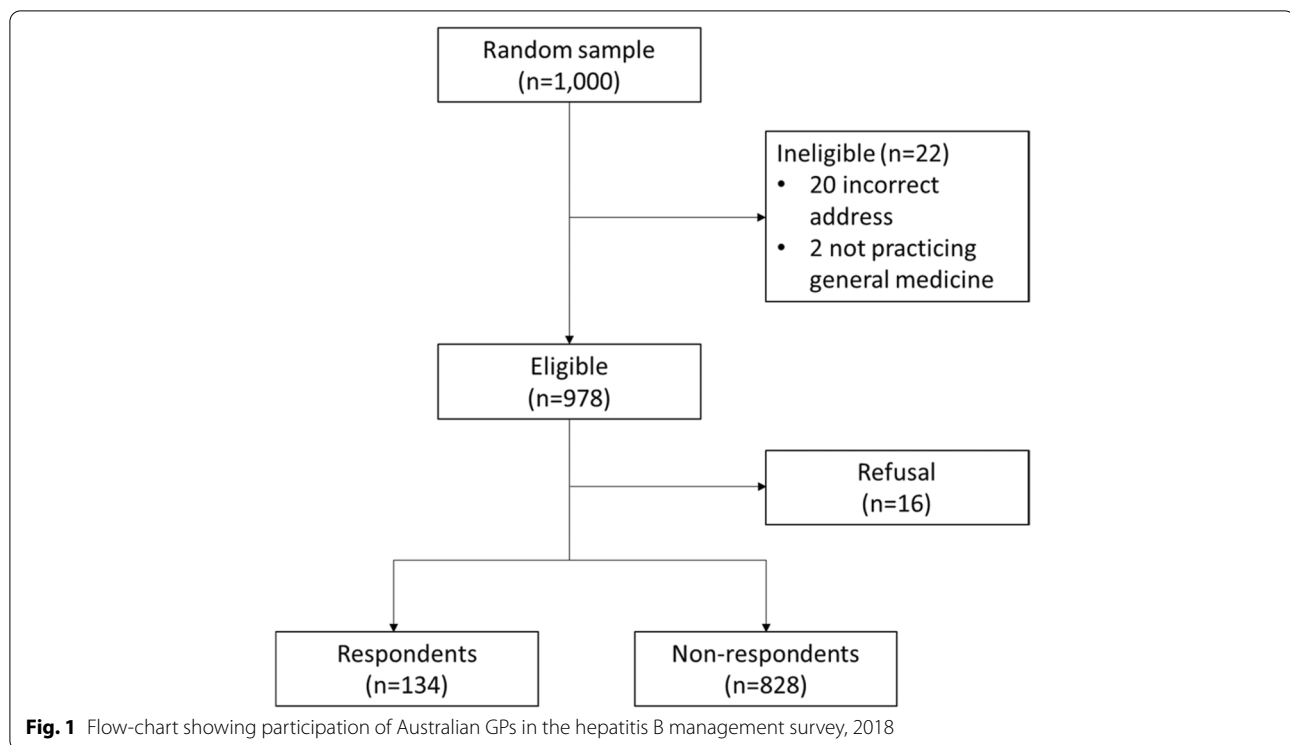 Random sample
(n=1,000)
Ineligible (n=22)
• 20 incorrect
address
• 2 not practicing
general medicine
Eligible
(n=978)
Refusal
(n=16)
Respondents
(n=134)
Non-respondents
(n=828)
Fig. 1 Flow-chart showing participation of Australian GPs in the hepatitis B management survey, 2018